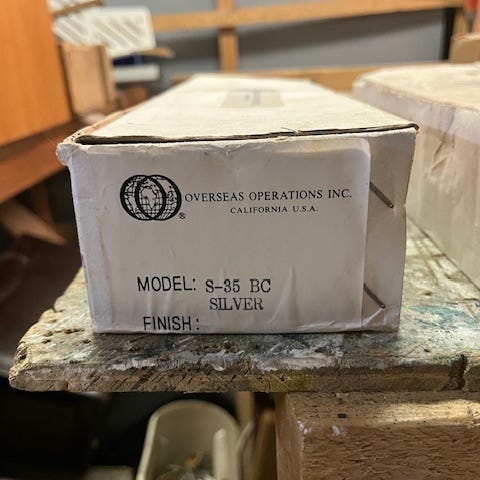 ® OVERSEAS OPERATIONS INC.
CALIFORNIA U.S.A.
MODEL: S-35 BC
SILVER
FINISH: